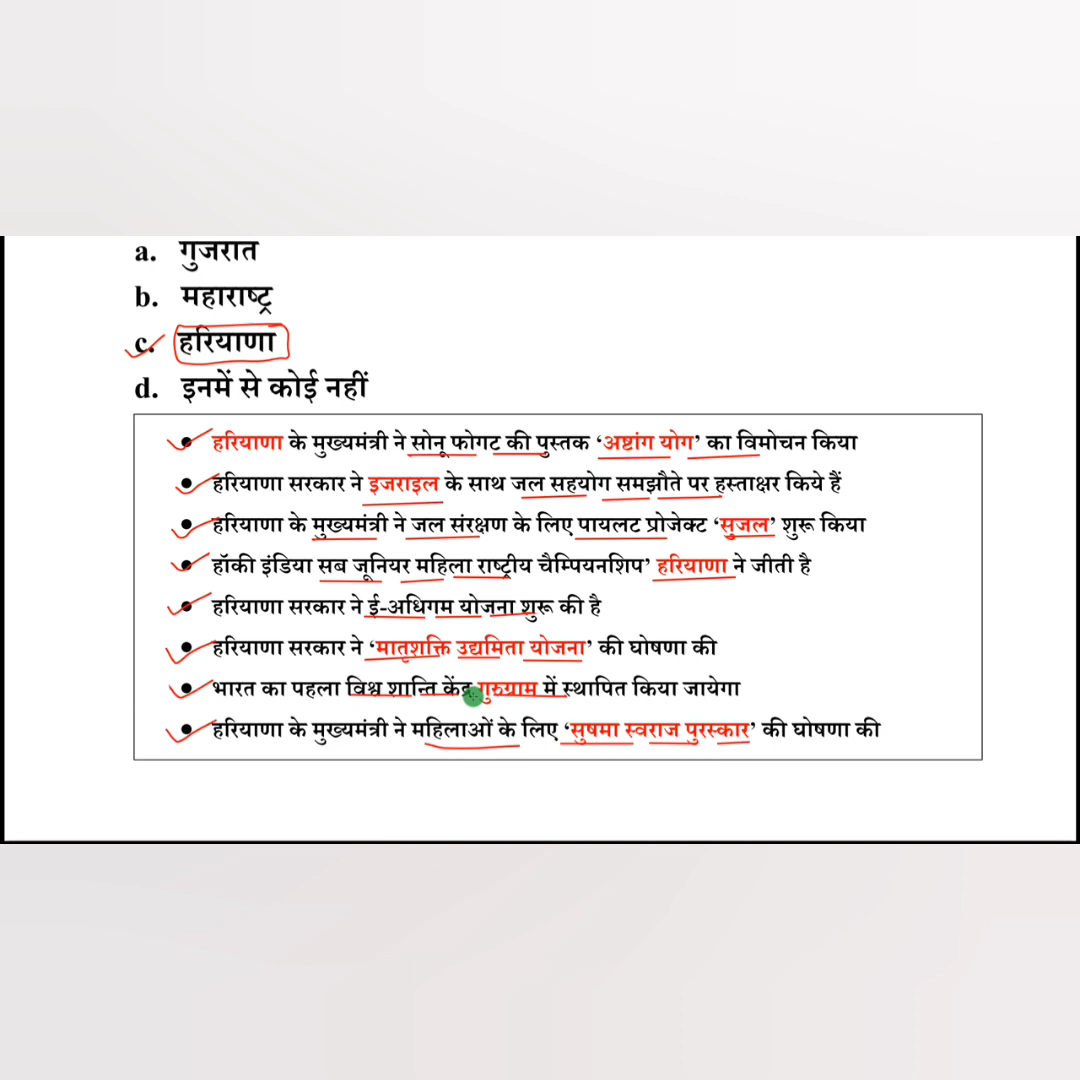 a. गुजरात
b. महाराष्ट्र
c. हरियाणा
d. इनमें से कोई नहीं
• हरियाणा के मुख्यमंत्री ने सोनू फोगट की पुस्तक ‘अष्टांग योग’ का विमोचन किया
• हरियाणा सरकार ने इजराइल के साथ जल सहयोग समझौते पर हस्ताक्षर किये हैं
• हरियाणा के मुख्यमंत्री ने जल संरक्षण के लिए पायलट प्रोजेक्ट ‘सुजल’ शुरू किया
• हॉकी इंडिया सब जूनियर महिला राष्ट्रीय चैम्पियनशिप’ हरियाणा ने जीती है
• हरियाणा सरकार ने ई-अधिगम योजना शुरू की है
• हरियाणा सरकार ने ‘मातृशक्ति उद्यमिता योजना’ की घोषणा की
• भारत का पहला विश्व शान्ति केंद्र गुरुग्राम में स्थापित किया जायेगा
• हरियाणा के मुख्यमंत्री ने महिलाओं के लिए ‘सुषमा स्वराज पुरस्कार’ की घोषणा की